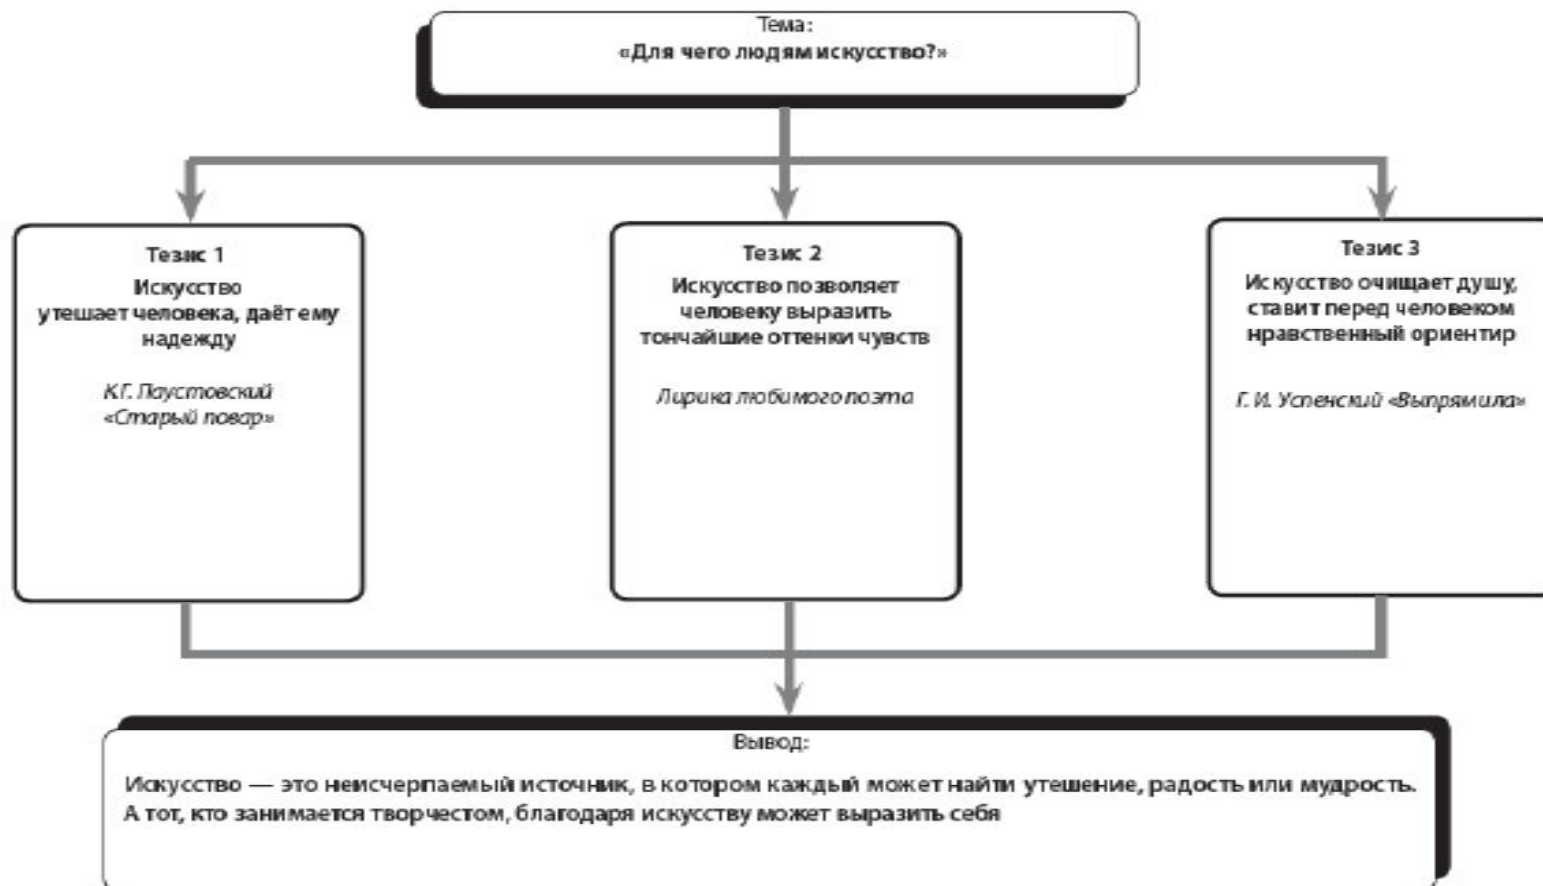 Тема:
«Для чего людям искусство?»
Тезис 1
Искусство
утешает человека, даёт ему
надежду
К.Г. Паустовский
«Старый повар»
Тезис 2
Искусство позволяет
человеку выразить
тончайшие оттенки чувств
Лирика любимого поэта
Тезис 3
Искусство очищает душу,
ставит перед человеком
нравственный ориентир
Г. И. Успенский «Выпрямила»
Вывод:
Искусство — это неисчерпаемый источник, в котором каждый может найти утешение, радость или мудрость.
А тот, кто занимается творчестом, благодаря искусству может выразить себя